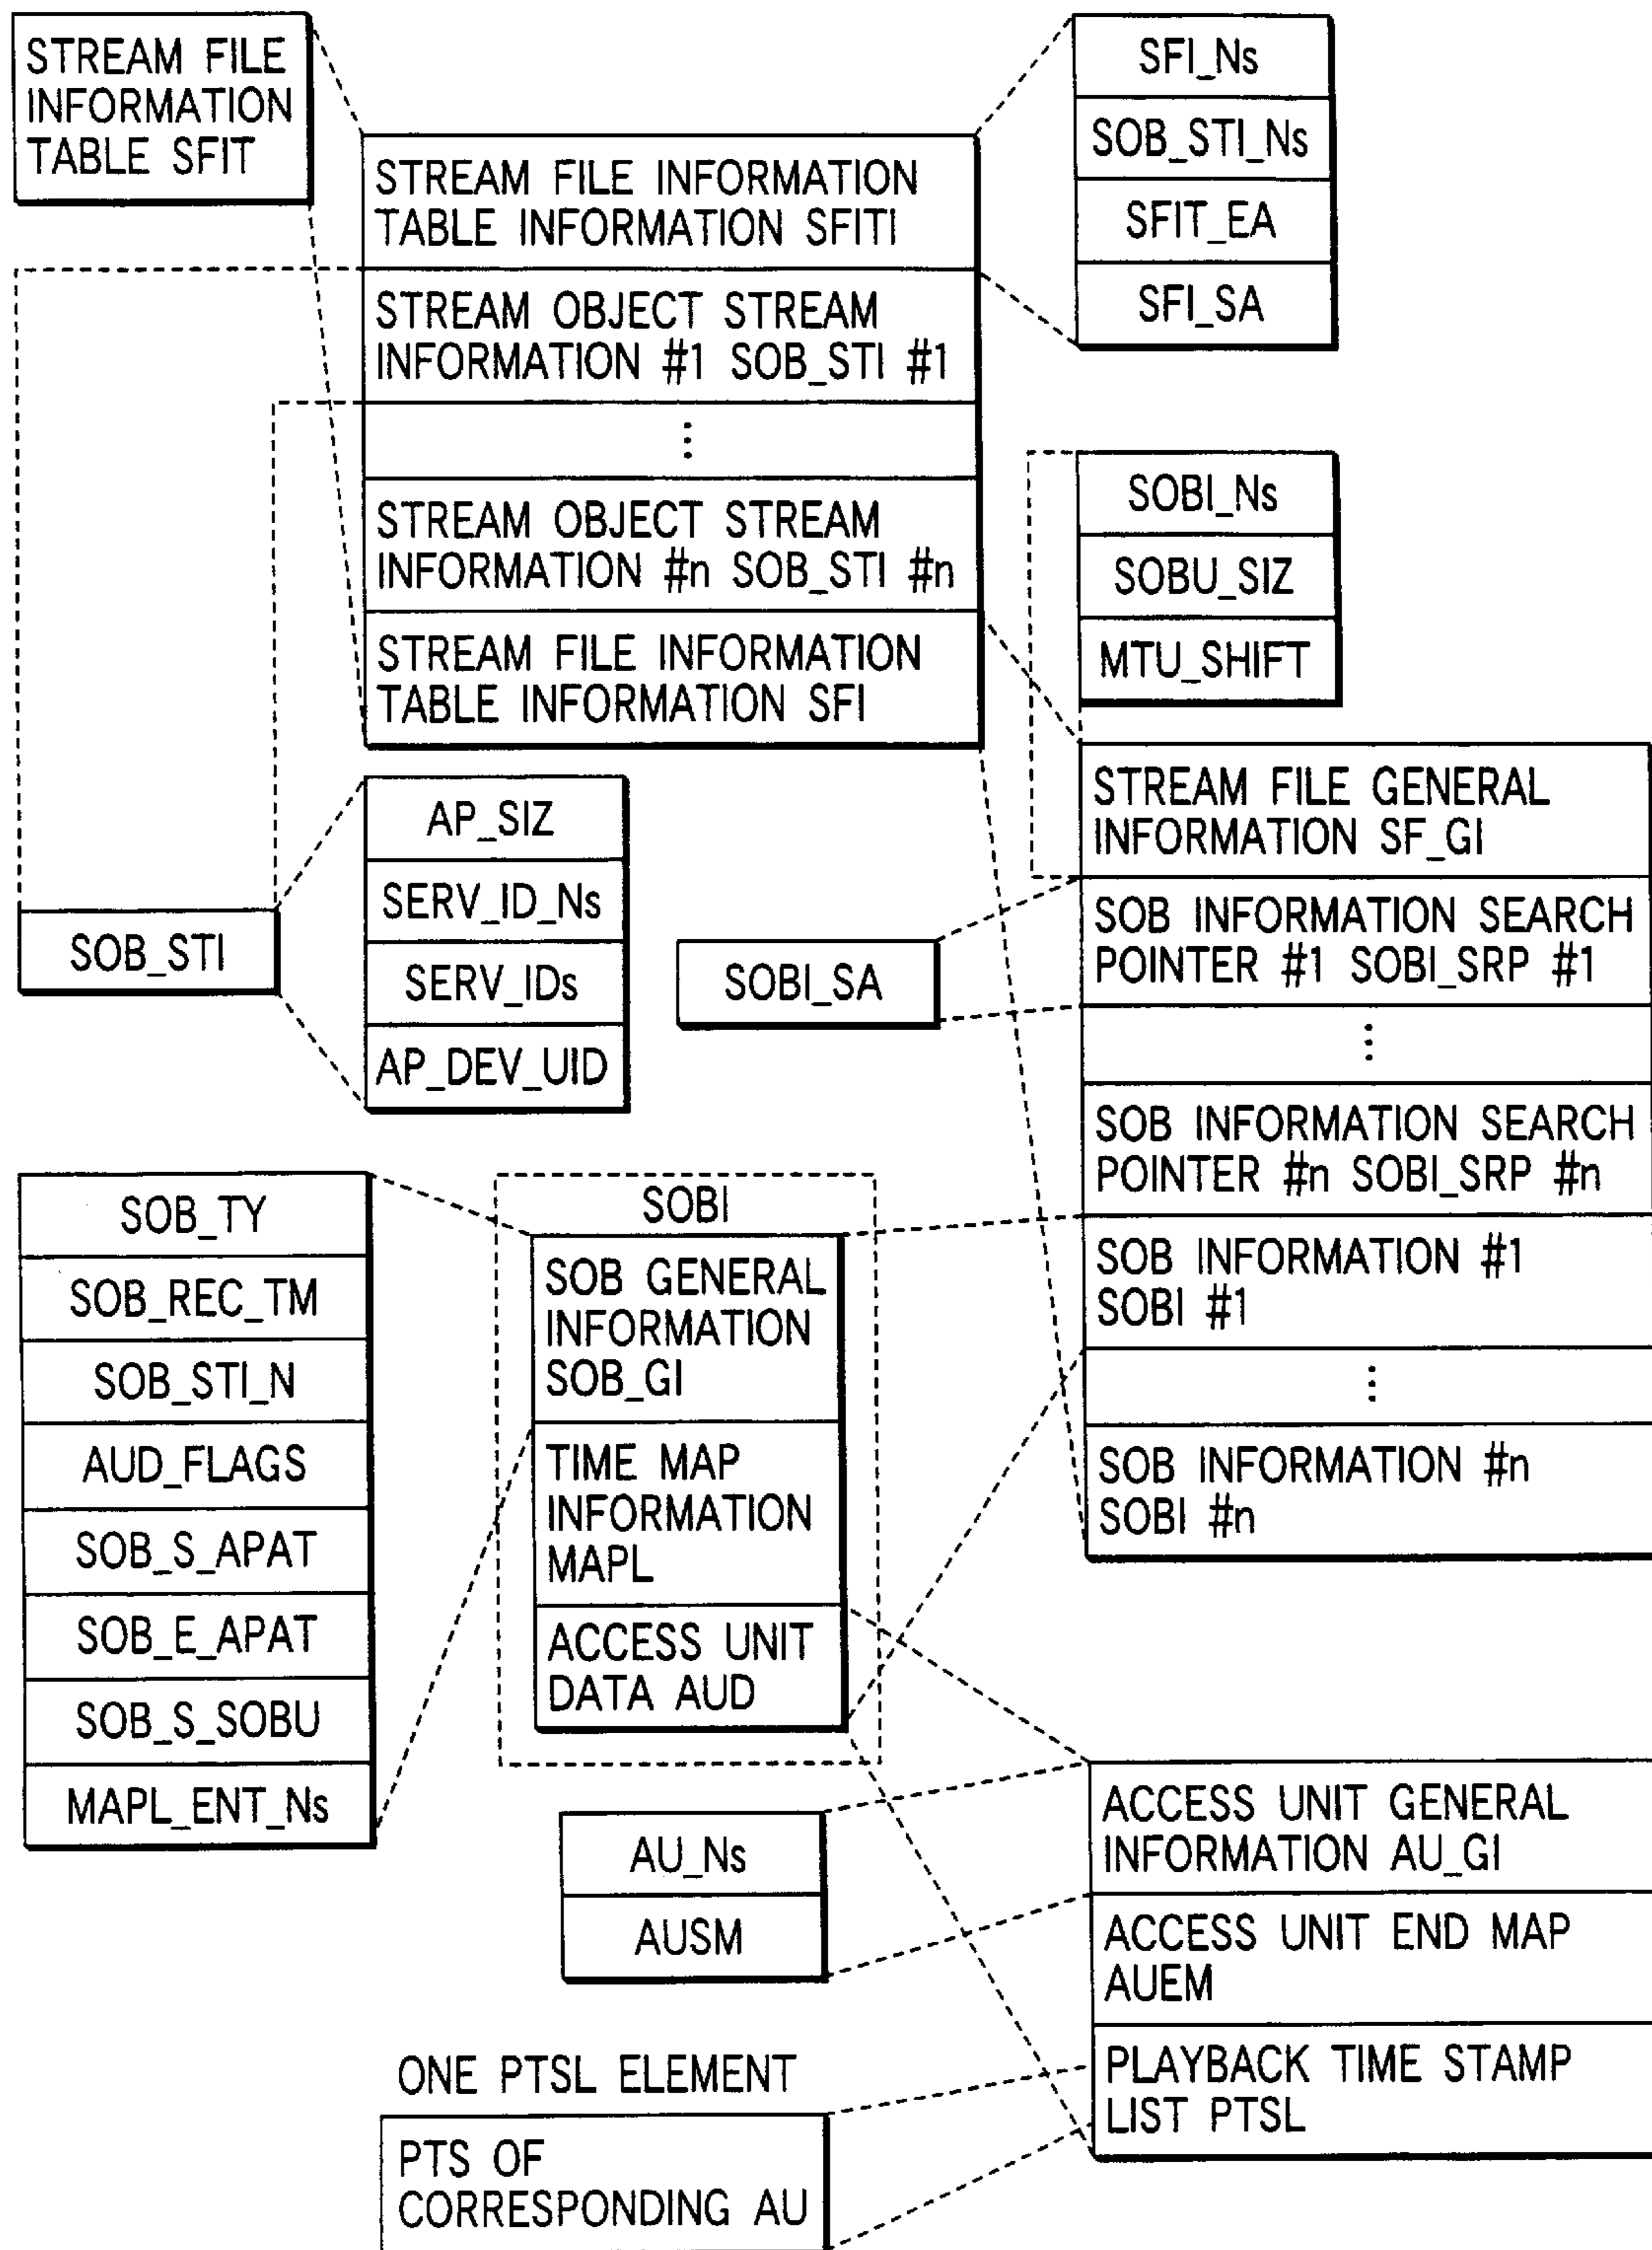 STREAM FILE
INFORMATION
TABLE SFIT
STREAM FILE INFORMATION
TABLE INFORMATION SFITI
STREAM OBJECT STREAM
INFORMATION #1 SOB_STI #1
⋮
STREAM OBJECT STREAM
INFORMATION #n SOB_STI #n
STREAM FILE INFORMATION
TABLE INFORMATION SFI
SFI_Ns
SOB_STI_Ns
SFIT_EA
SFI_SA
SOBI_Ns
SOBU_SIZ
MTU_SHIFT
SOB_STI
AP_SIZ
SERV_ID_Ns
SERV_IDs
AP_DEV_UID
SOBI_SA
STREAM FILE GENERAL
INFORMATION SF_GI
SOB INFORMATION SEARCH
POINTER #1 SOBI_SRP #1
⋮
SOB INFORMATION SEARCH
POINTER #n SOBI_SRP #n
SOB INFORMATION #1
SOBI #1
⋮
SOB INFORMATION #n
SOBI #n
SOB_TY
SOB_REC_TM
SOB_STI_N
AUD_FLAGS
SOB_S_APAT
SOB_E_APAT
SOB_S_SOBU
MAPL_ENT_Ns
SOBI
SOB GENERAL
INFORMATION
SOB_GI
TIME MAP
INFORMATION
MAPL
ACCESS UNIT
DATA AUD
AU_Ns
AUSM
ACCESS UNIT GENERAL
INFORMATION AU_GI
ACCESS UNIT END MAP
AUEM
PLAYBACK TIME STAMP
LIST PTSL
ONE PTSL ELEMENT
PTS OF
CORRESPONDING AU